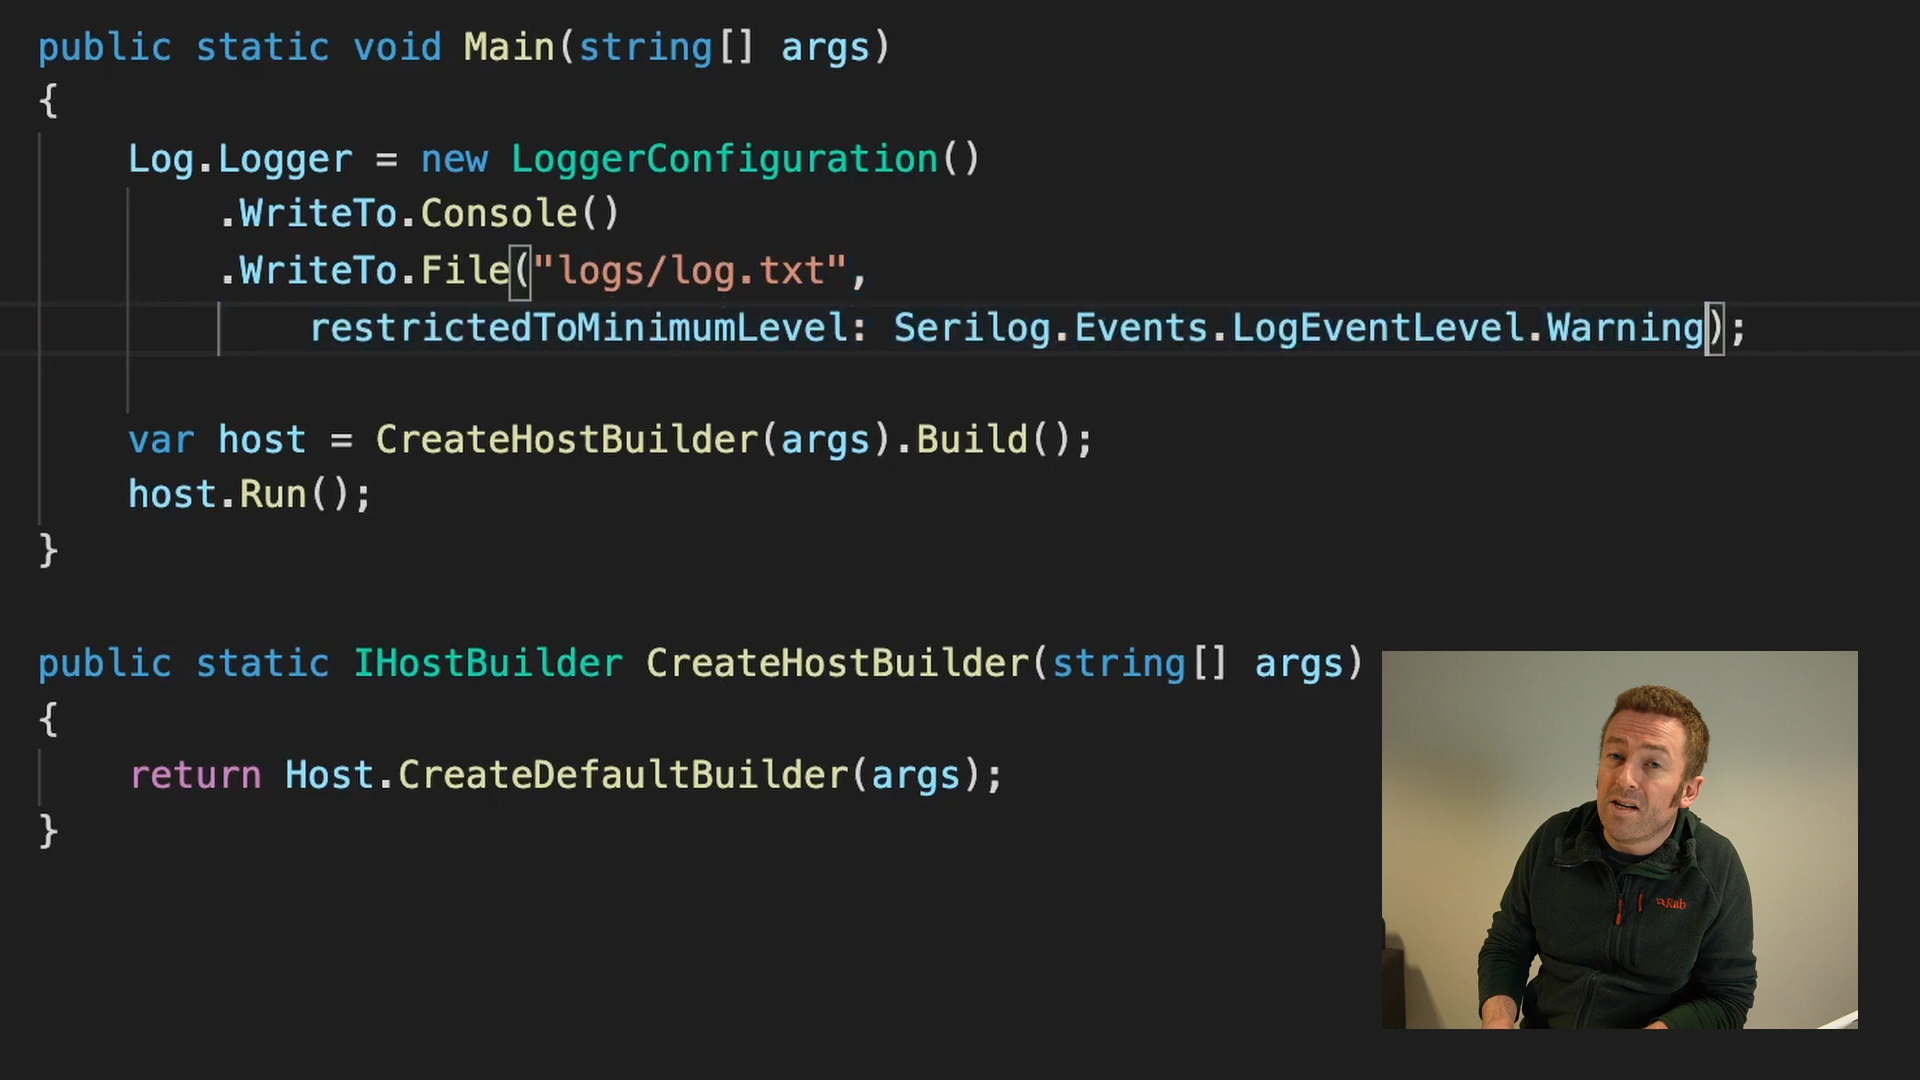 public static void Main(string[] args)
{
Log.Logger = new LoggerConfiguration()
.WriteTo.Console()
.WriteTo.File("logs/log.txt",
restrictedToMinimumLevel: Serilog.Events.LogEventLevel.Warning);
var host = CreateHostBuilder(args).Build();
host.Run();
}
public static IHostBuilder CreateHostBuilder(string[] args)
{
return Host.CreateDefaultBuilder(args);
}
Rab